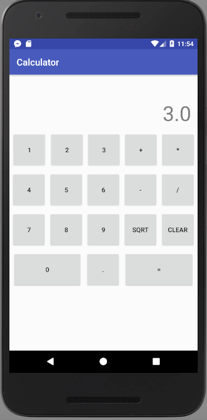 11:54
Calculator
3.0
1 2 3 + *
4 5 6 - /
7 8 9 SQRT CLEAR
0 . =